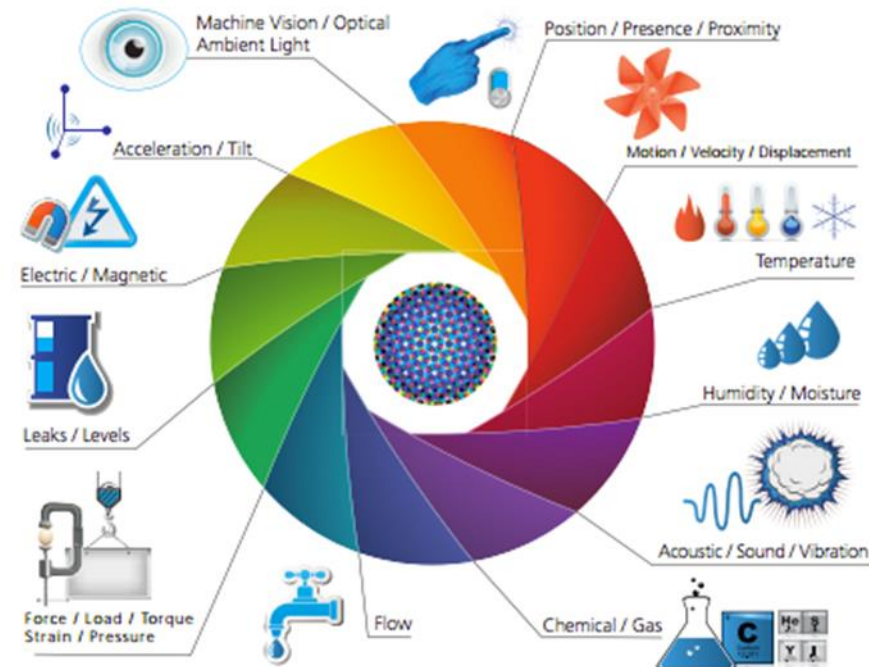 Machine Vision / Optical
Ambient Light
Position / Presence / Proximity
Acceleration / Tilt
Motion / Velocity / Displacement
Electric / Magnetic
Temperature
Leaks / Levels
Humidity / Moisture
Force / Load / Torque
Strain / Pressure
Flow
Chemical / Gas
Acoustic / Sound / Vibration
C
He
S
Y